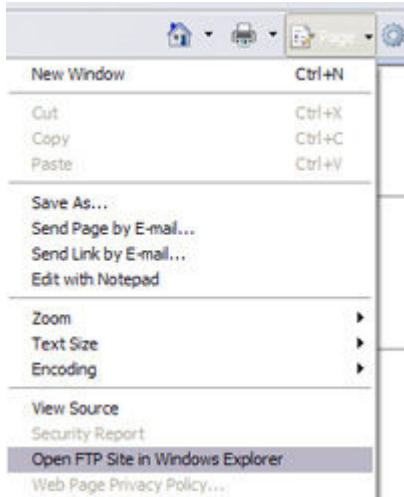 Page
New Window Ctrl+N
Cut Ctrl+X
Copy Ctrl+C
Paste Ctrl+V
Save As...
Send Page by E-mail...
Send Link by E-mail...
Edit with Notepad
Zoom
Text Size
Encoding
View Source
Security Report
Open FTP Site in Windows Explorer
Web Page Privacy Policy...